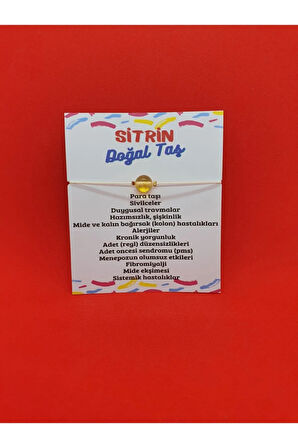 SİTRİN
Doğal Taş
Para taşı
Sivilceler
Duygusal travmalar
Hazımsızlık, şişkinlik
Mide ve kalın bağırsak (kolon) hastalıkları
Alerjiler
Kronik yorgunluk
Adet (regl) düzensizlikleri
Adet oncesi sendromu (pms)
Menepozun olumsuz etkileri
Fibromiyalji
Mide ekşimesi
Sistemik hastalıklar